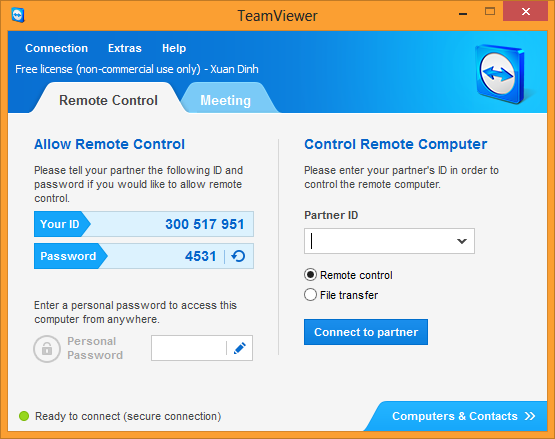 TeamViewer
Connection Extras Help
Free license (non-commercial use only) - Xuan Dinh
Remote Control
Meeting
Allow Remote Control
Please tell your partner the following ID and
password if you would like to allow remote
control.
Your ID 300 517 951
Password 4531
Enter a personal password to access this
computer from anywhere.
Personal
Password
Control Remote Computer
Please enter your partner's ID in order to
control the remote computer.
Partner ID
Remote control
File transfer
Connect to partner
Ready to connect (secure connection)
Computers & Contacts >>